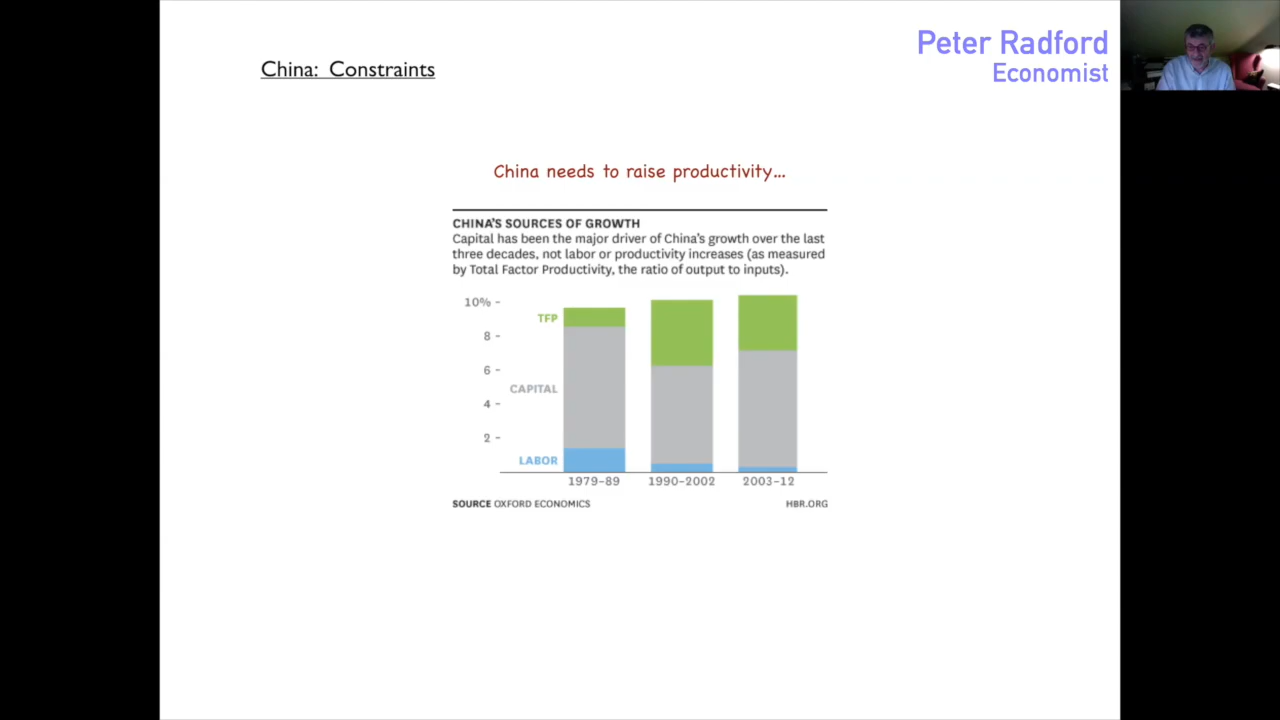 Peter Radford
Economist
China: Constraints
China needs to raise productivity...
CHINA'S SOURCES OF GROWTH
Capital has been the major driver of China's growth over the last
three decades, not labor or productivity increases (as measured
by Total Factor Productivity, the ratio of output to inputs).
10%
TFP
8
6
CAPITAL
4
2
LABOR
1979–89 1990–2002 2003–12
SOURCE OXFORD ECONOMICS HBR.ORG